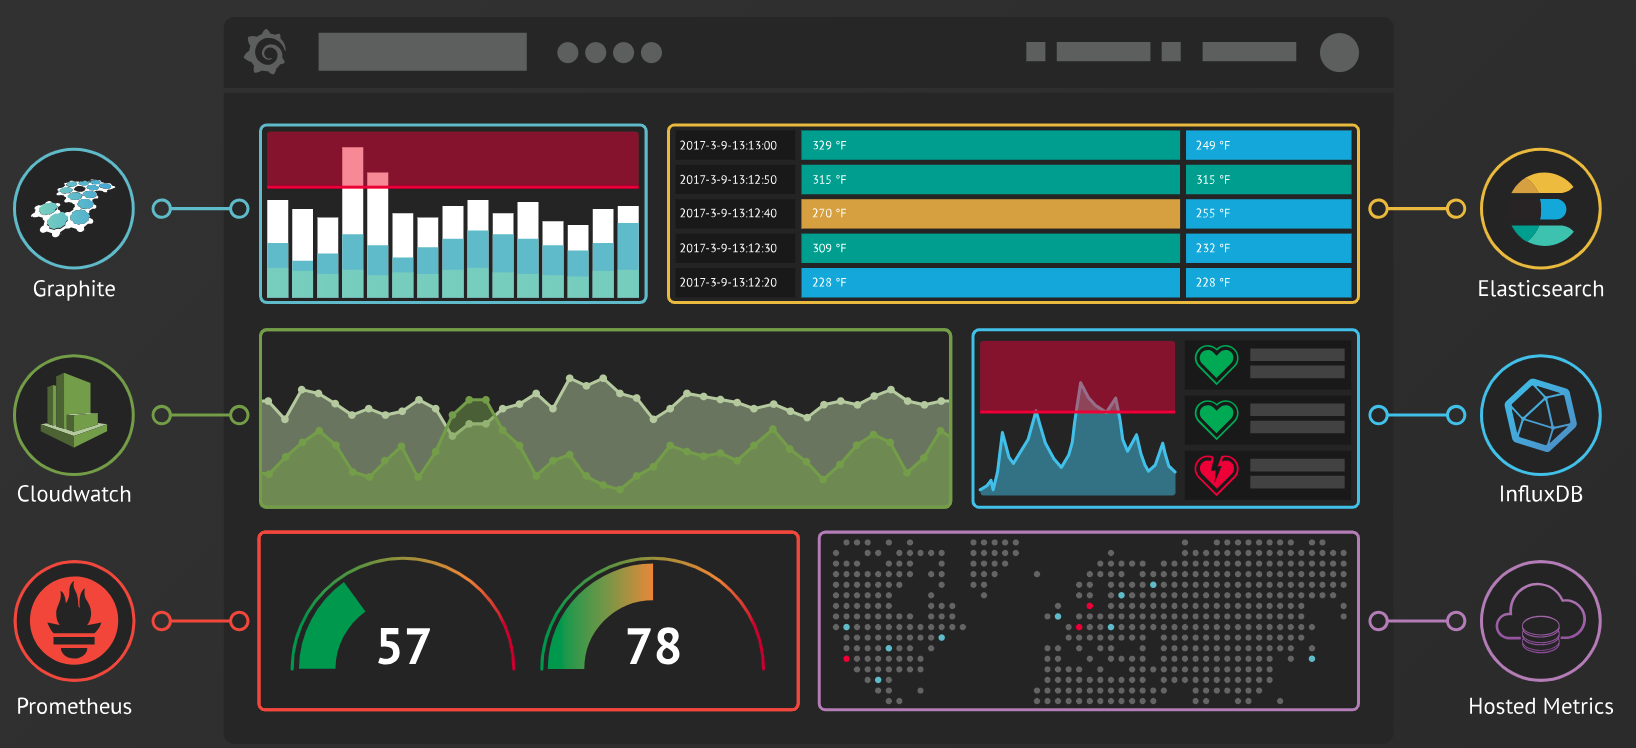 Graphite
2017-3-9-13:13:00 329 °F 249 °F
2017-3-9-13:12:50 315 °F 315 °F
2017-3-9-13:12:40 270 °F 255 °F
2017-3-9-13:12:30 309 °F 232 °F
2017-3-9-13:12:20 228 °F 228 °F
Elasticsearch
Cloudwatch
InfluxDB
Prometheus
57
78
Hosted Metrics